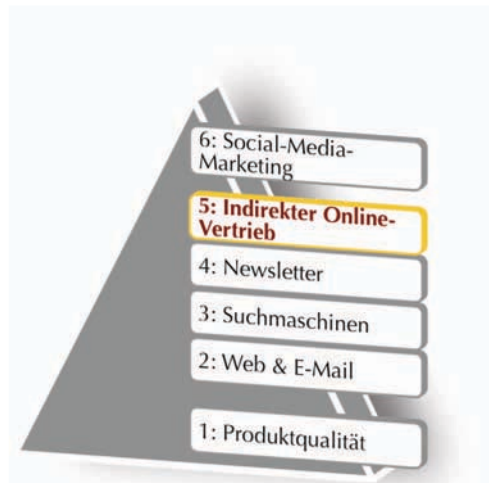 6: Social-Media-
Marketing
5: Indirekter Online-
Vertrieb
4: Newsletter
3: Suchmaschinen
2: Web & E-Mail
1: Produktqualität